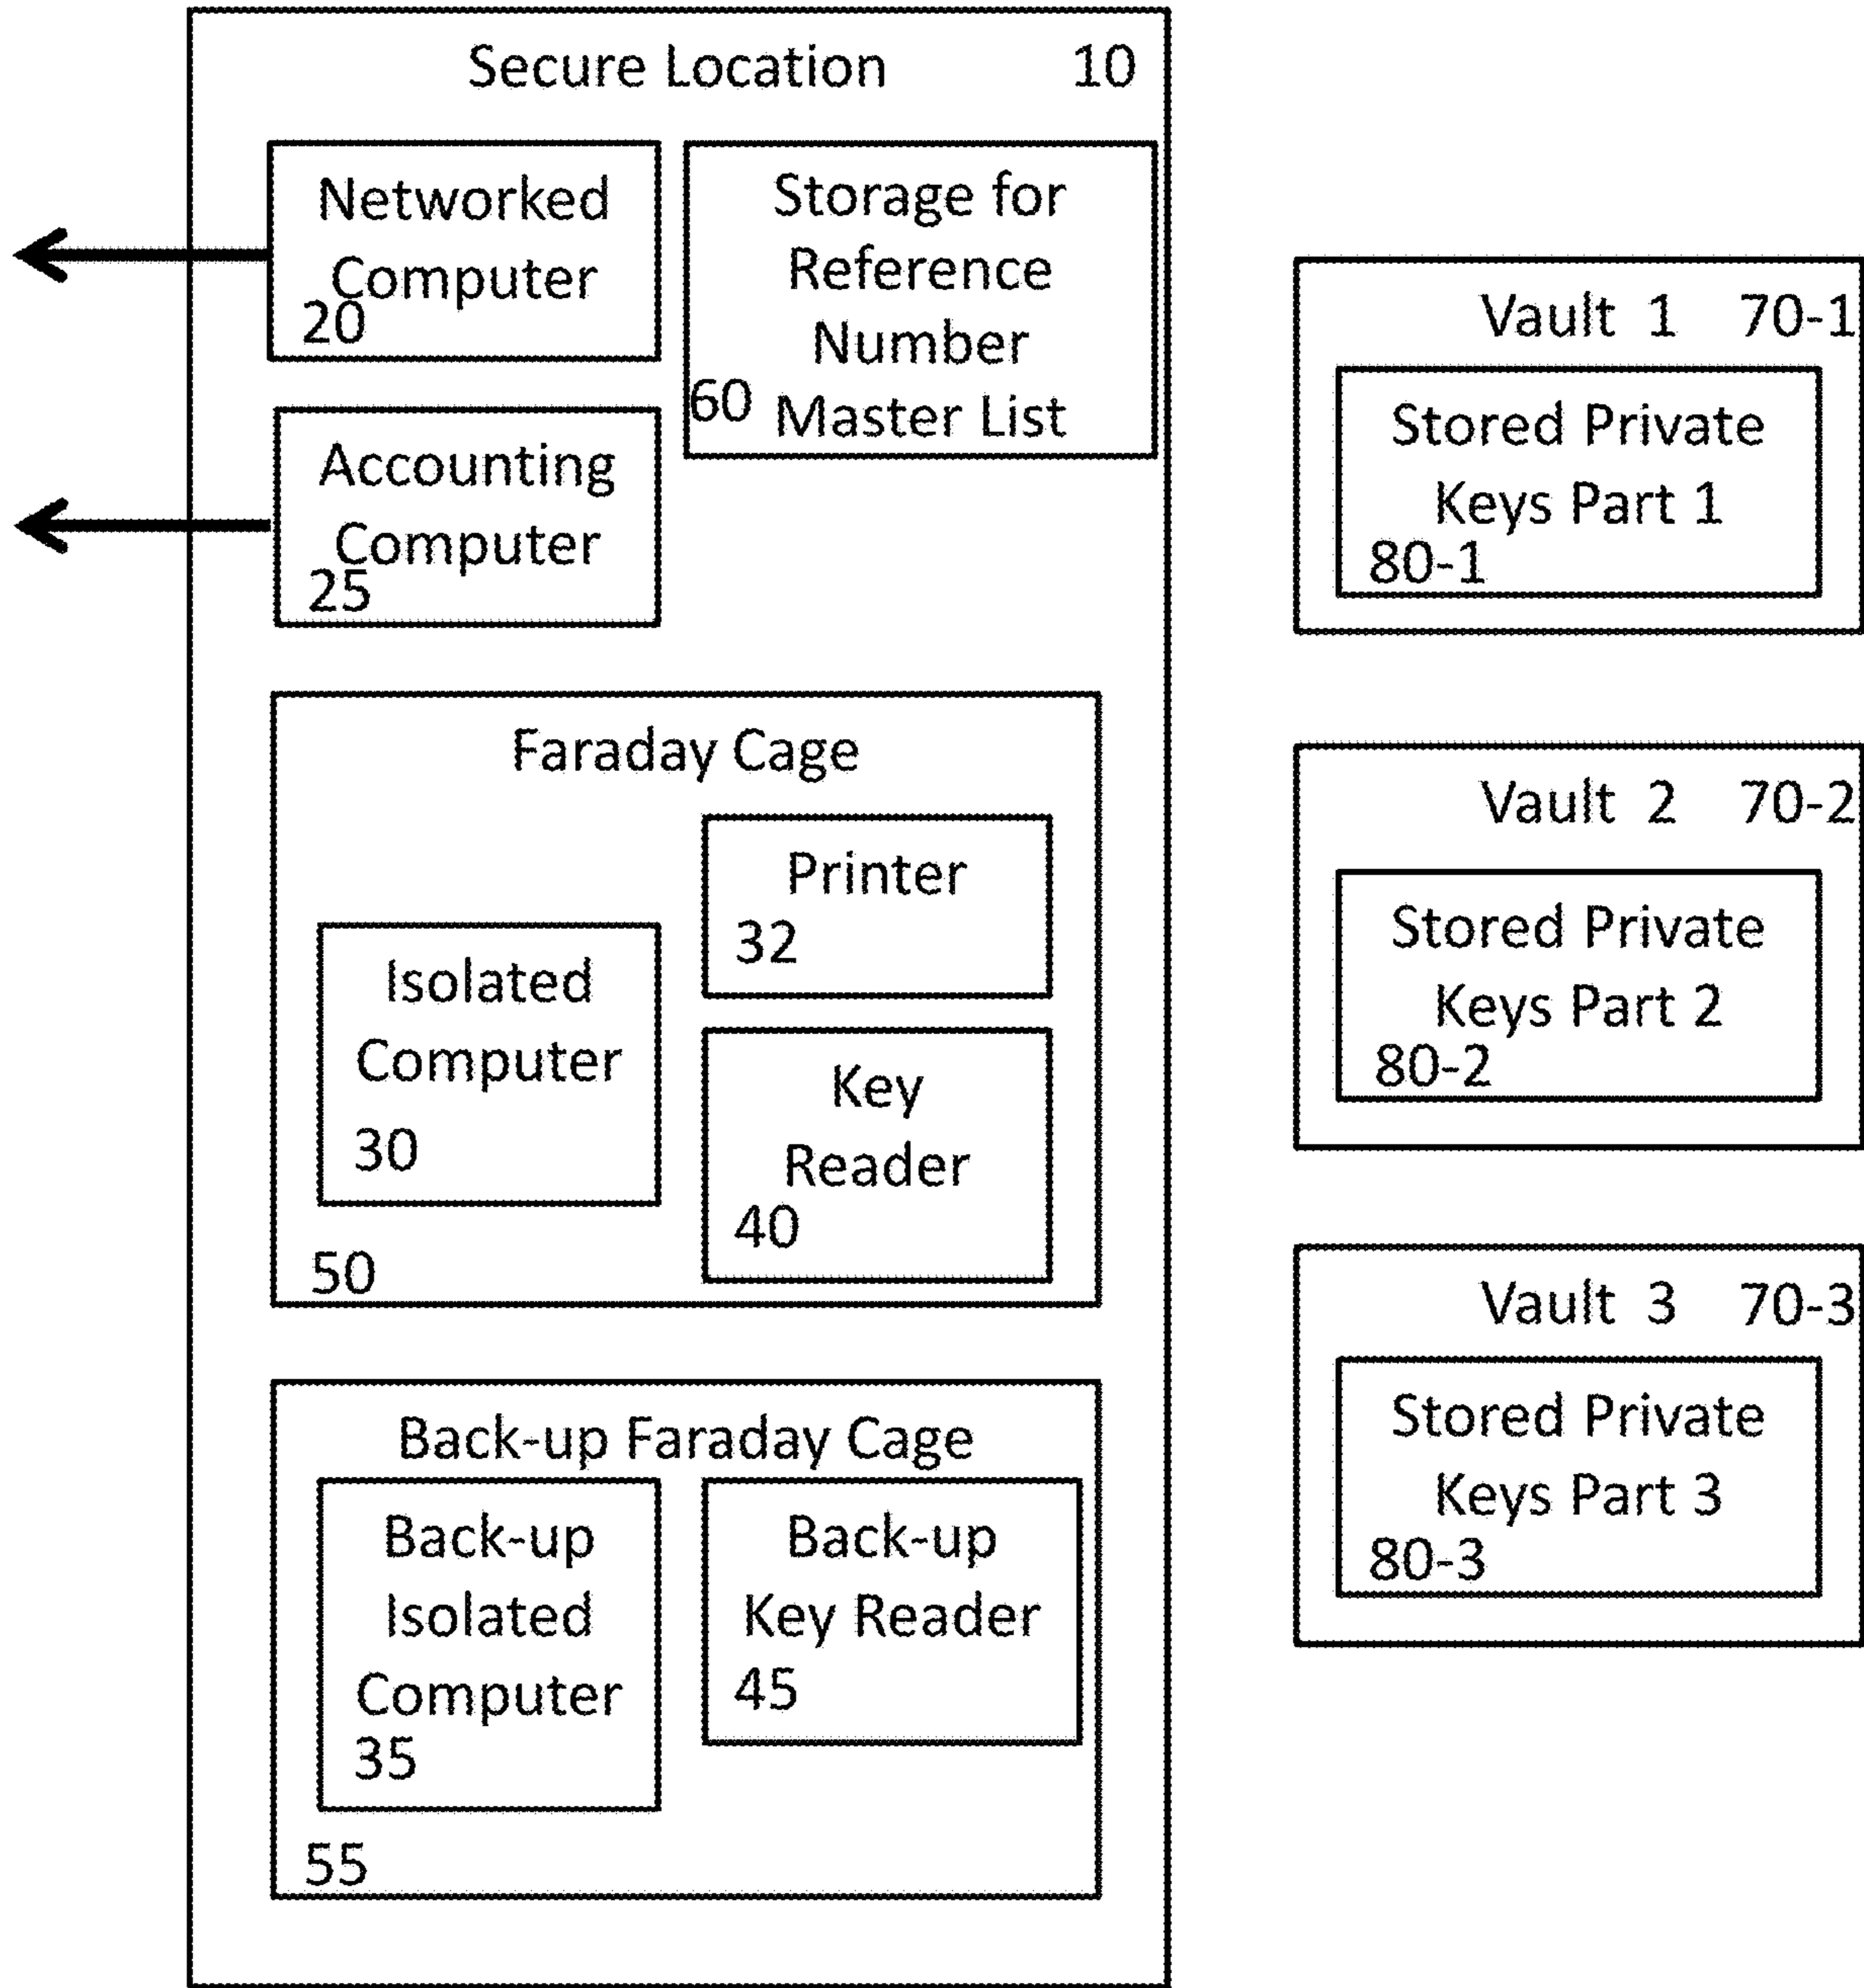 Secure Location 10
Networked
Computer
20
Storage for
Reference
Number
60 Master List
Accounting
Computer
25
Faraday Cage
Printer
32
Isolated
Computer
30
Key
Reader
40
50
Back-up Faraday Cage
Back-up
Isolated
Computer
35
Back-up
Key Reader
45
55
Vault 1 70-1
Stored Private
Keys Part 1
80-1
Vault 2 70-2
Stored Private
Keys Part 2
80-2
Vault 3 70-3
Stored Private
Keys Part 3
80-3